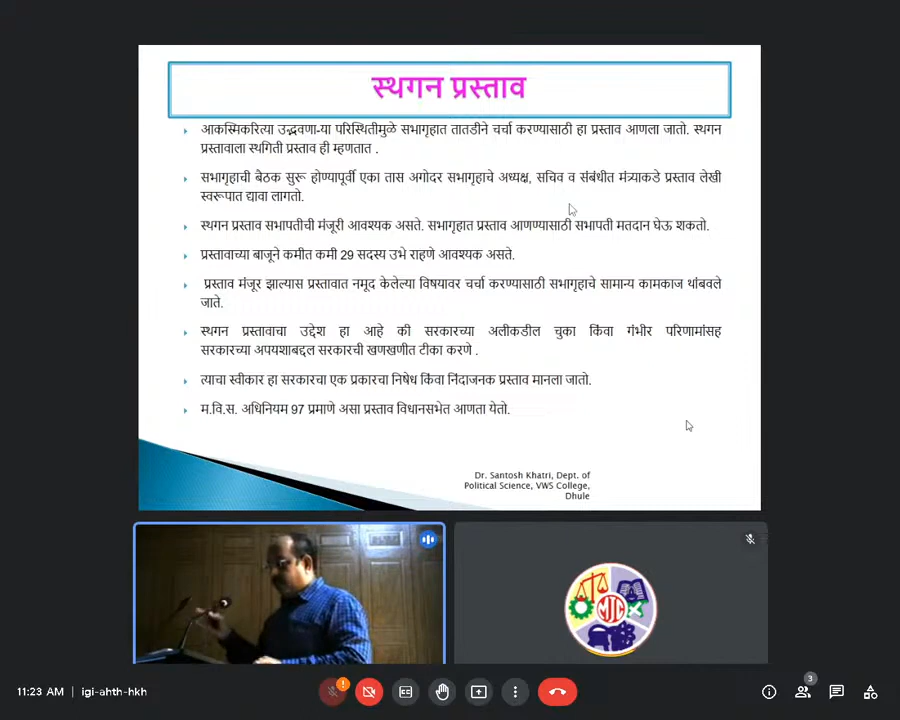 स्थगन प्रस्ताव
आकस्मिकरित्या उद्भवणा-या परिस्थितीमुळे सभागृहात तातडीने चर्चा करण्यासाठी हा प्रस्ताव आणला जातो. स्थगन
प्रस्तावाला स्थगिती प्रस्ताव ही म्हणतात .
सभागृहाची बेठक सुरू होण्यापूर्वी एका तास अगोदर सभागृहाचे अध्यक्ष, सचिव व संबंधीत मंत्र्याकडे प्रस्ताव लेखी
स्वरूपात द्यावा लागतो.
स्थगन प्रस्ताव सभापतीची मंजूरी आवश्यक असते. सभागृहात प्रस्ताव आणण्यासाठी सभापती मतदान घेऊ शकतो.
प्रस्तावाच्या बाजूने कमीत कमी 29 सदस्य उभे राहणे आवश्यक असते.
प्रस्ताव मंजूर झाल्यास प्रस्तावात नमूद केलेल्या विषयावर चर्चा करण्यासाठी सभागृहाचे सामान्य कामकाज थांबवले
जाते.
स्थगन प्रस्तावाचा उद्देश हा आहे की सरकारच्या अलीकडील चुका किंवा गंभीर परिणामांसह
सरकारच्या अपयशाबद्दल सरकारची खणखणीत टीका करणे .
त्याचा स्वीकार हा सरकारचा एक प्रकारचा निषेध किंवा निंदाजनक प्रस्ताव मानला जातो.
म.वि.स. अधिनियम 97 प्रमाणे असा प्रस्ताव विधानसभेत आणता येतो.
Dr. Santosh Khatri, Dept. of
Political Science, VWS College,
Dhule
MJC
3
11:23 AM | igi-ahth-hkh